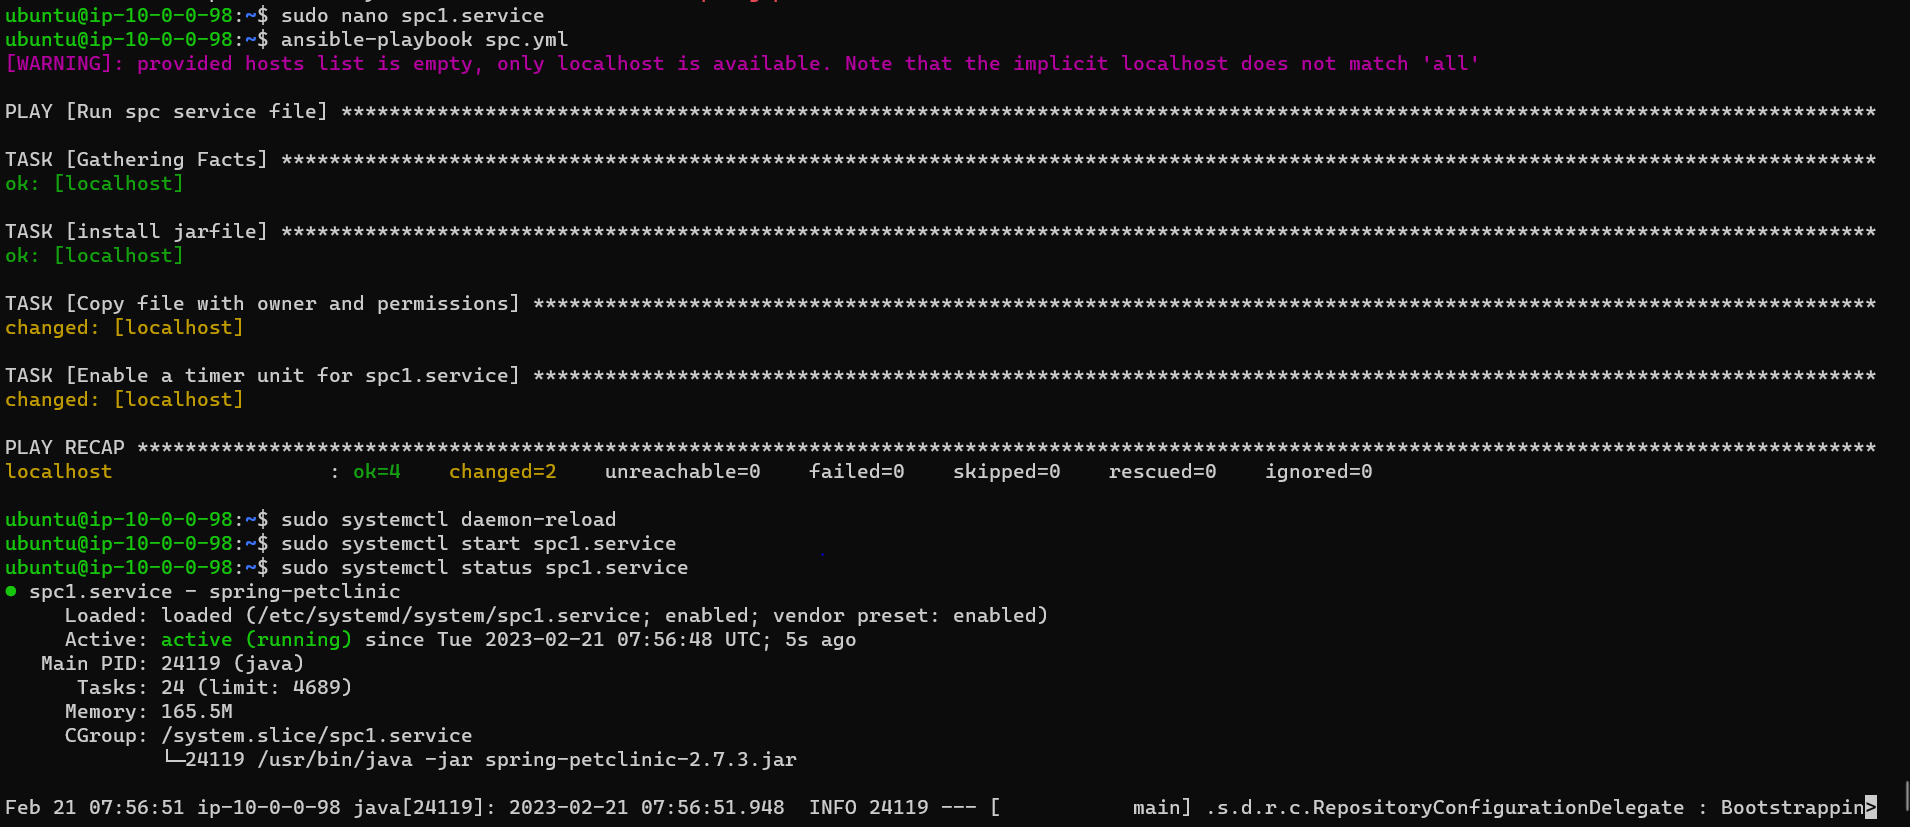 ubuntu@ip-10-0-0-98:~$ sudo nano spc1.service
ubuntu@ip-10-0-0-98:~$ ansible-playbook spc.yml
[WARNING]: provided hosts list is empty, only localhost is available. Note that the implicit localhost does not match 'all'
PLAY [Run spc service file] ********************************************************************************************************************************
TASK [Gathering Facts] *************************************************************************************************************************************
ok: [localhost]
TASK [install jarfile] *************************************************************************************************************************************
ok: [localhost]
TASK [Copy file with owner and permissions] ****************************************************************************************************************
changed: [localhost]
TASK [Enable a timer unit for spc1.service] ****************************************************************************************************************
changed: [localhost]
PLAY RECAP *************************************************************************************************************************************************
localhost                  : ok=4    changed=2    unreachable=0    failed=0    skipped=0    rescued=0    ignored=0
ubuntu@ip-10-0-0-98:~$ sudo systemctl daemon-reload
ubuntu@ip-10-0-0-98:~$ sudo systemctl start spc1.service
ubuntu@ip-10-0-0-98:~$ sudo systemctl status spc1.service
● spc1.service - spring-petclinic
     Loaded: loaded (/etc/systemd/system/spc1.service; enabled; vendor preset: enabled)
     Active: active (running) since Tue 2023-02-21 07:56:48 UTC; 5s ago
   Main PID: 24119 (java)
      Tasks: 24 (limit: 4689)
     Memory: 165.5M
     CGroup: /system.slice/spc1.service
             └─24119 /usr/bin/java -jar spring-petclinic-2.7.3.jar
Feb 21 07:56:51 ip-10-0-0-98 java[24119]: 2023-02-21 07:56:51.948  INFO 24119 --- [           main] .s.d.r.c.RepositoryConfigurationDelegate : Bootstrappin>